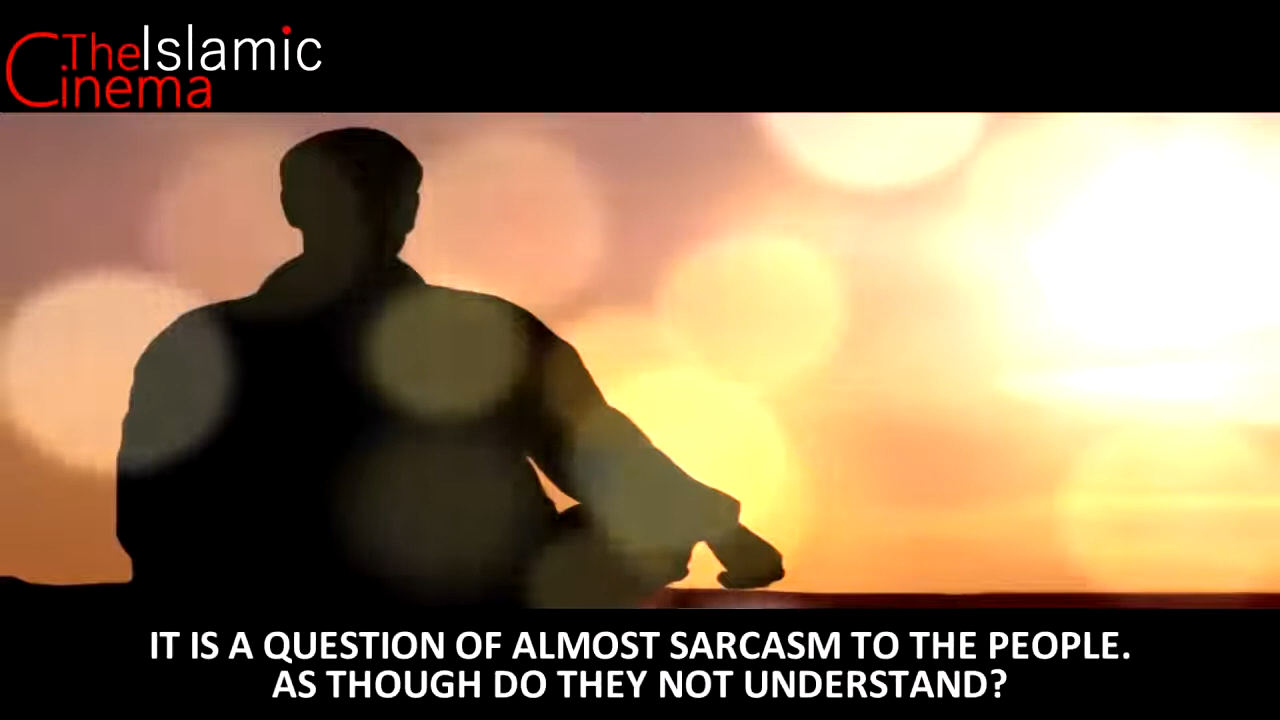 TheIslamic
Cinema
IT IS A QUESTION OF ALMOST SARCASM TO THE PEOPLE.
AS THOUGH DO THEY NOT UNDERSTAND?